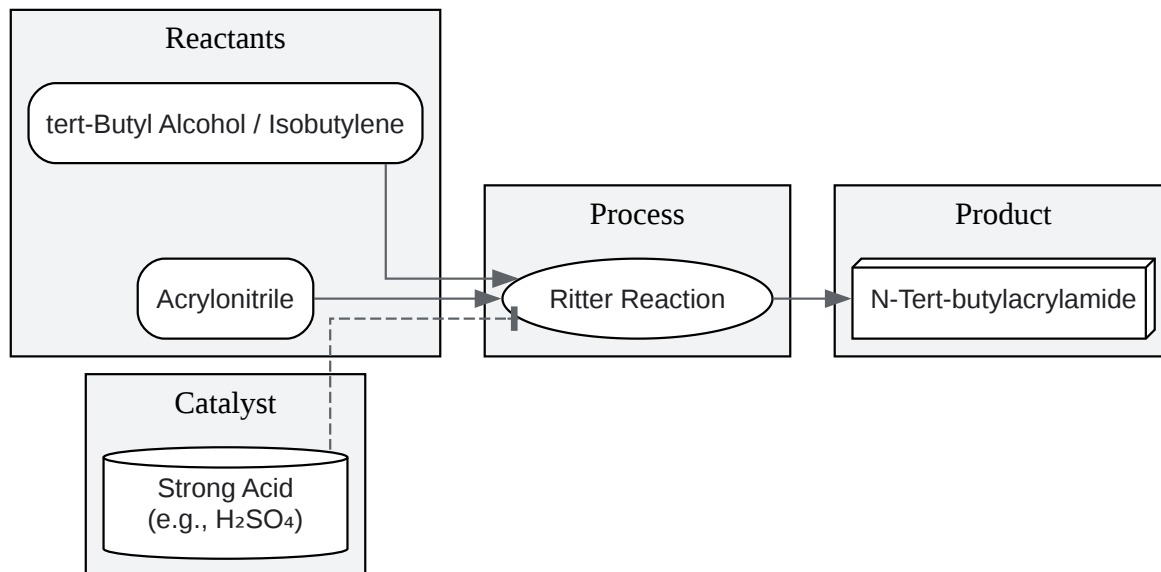 Reactants
tert-Butyl Alcohol / Isobutylene
Acrylonitrile
Process
Ritter Reaction
Product
N-Tert-butylacrylamide
Catalyst
Strong Acid
(e.g., H₂SO₄)